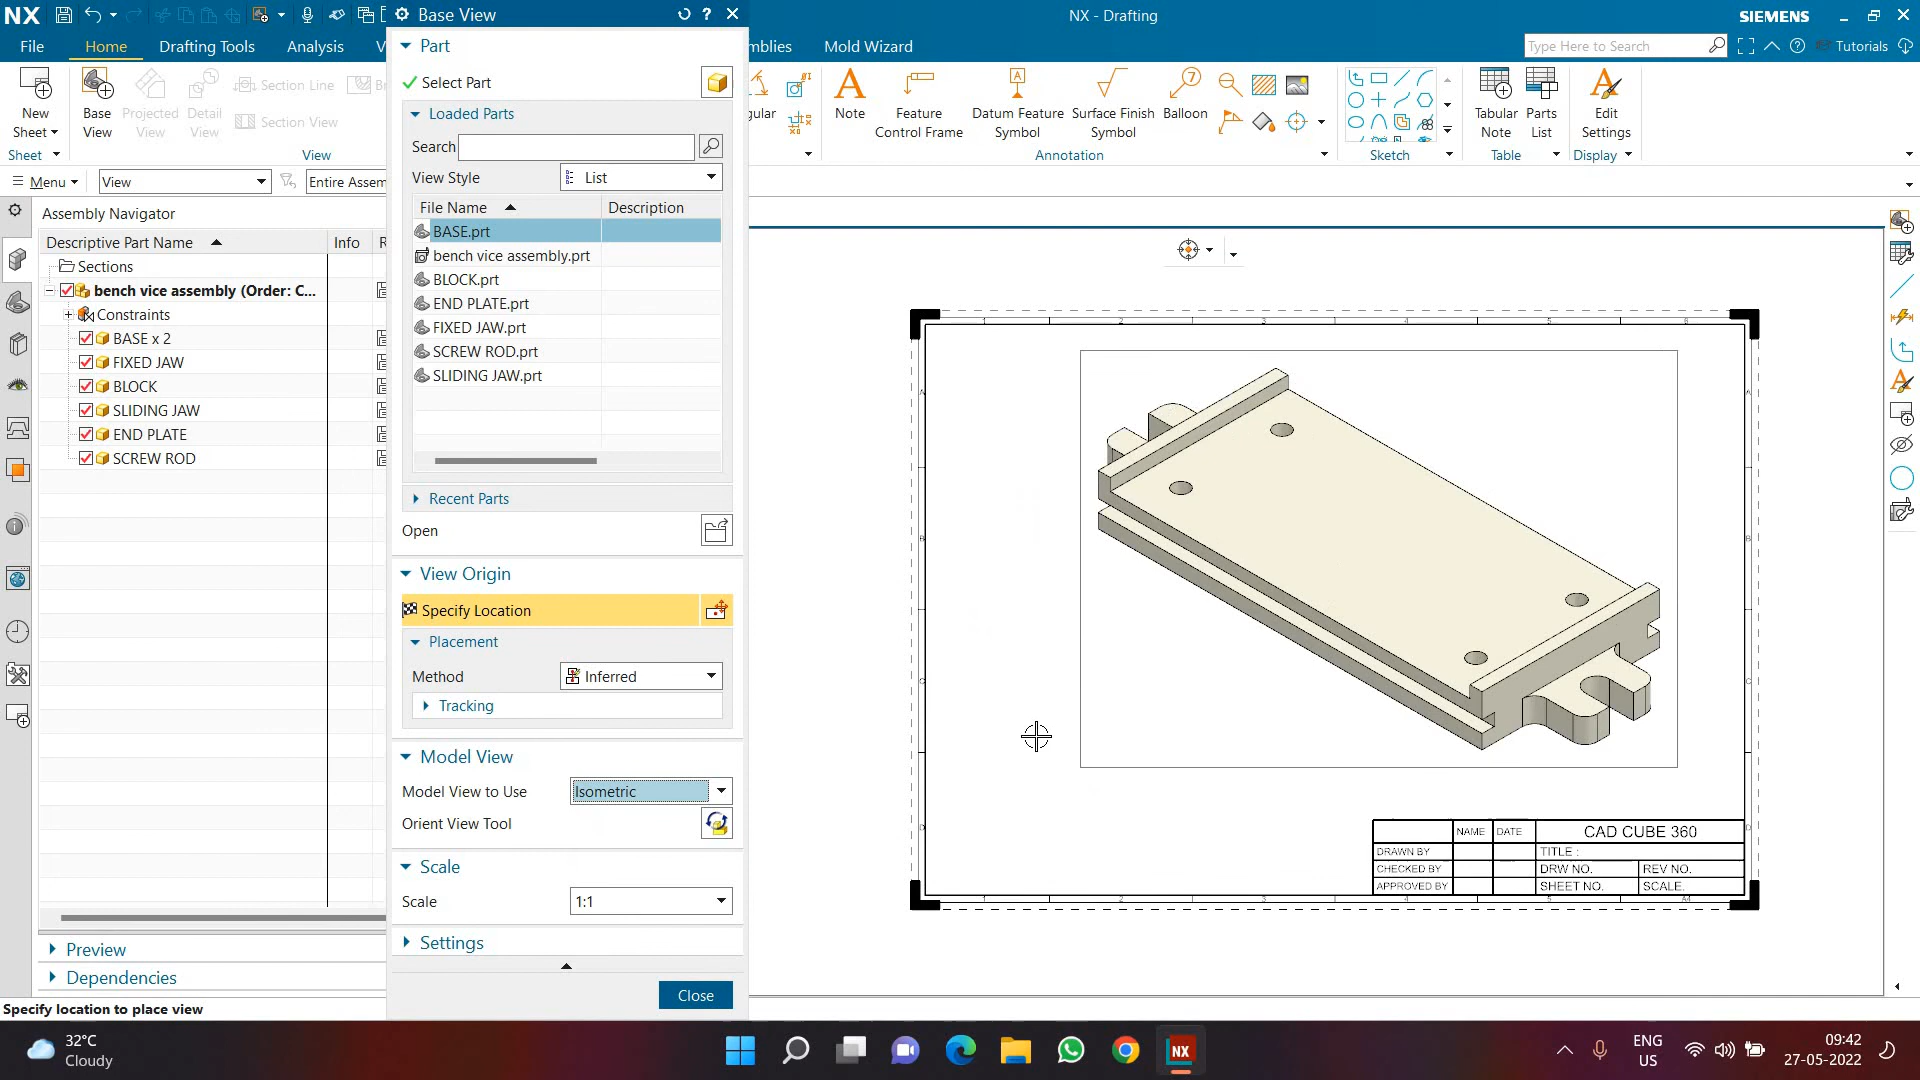 NX
Base View
NX - Drafting
SIEMENS
File
Home
Drafting Tools
Analysis
V
mblies
Mold Wizard
Type Here to Search
Tutorials
New
Sheet
Base
View
Projected
View
Detail
View
Section Line
Section View
Br
Sheet
View
gular
Note
Feature
Control Frame
Datum Feature
Symbol
Surface Finish
Symbol
Balloon
Tabular
Note
Parts
List
Edit
Settings
Annotation
Sketch
Table
Display
Menu
View
Entire Assem
Part
Select Part
Loaded Parts
Search
View Style
List
File Name
Description
BASE.prt
bench vice assembly.prt
BLOCK.prt
END PLATE.prt
FIXED JAW.prt
SCREW ROD.prt
SLIDING JAW.prt
Recent Parts
Open
View Origin
Specify Location
Placement
Method
Inferred
Tracking
Model View
Model View to Use
Isometric
Orient View Tool
Scale
Scale
1:1
Settings
Close
Assembly Navigator
Descriptive Part Name
Info
R
Sections
bench vice assembly (Order: C...
Constraints
BASE x 2
FIXED JAW
BLOCK
SLIDING JAW
END PLATE
SCREW ROD
Preview
Dependencies
Specify location to place view
NAME
DATE
CAD CUBE 360
DRAWN BY
TITLE :
CHECKED BY
DRW NO.
REV NO.
APPROVED BY
SHEET NO.
SCALE.
A4
32°C
Cloudy
NX
ENG
US
09:42
27-05-2022